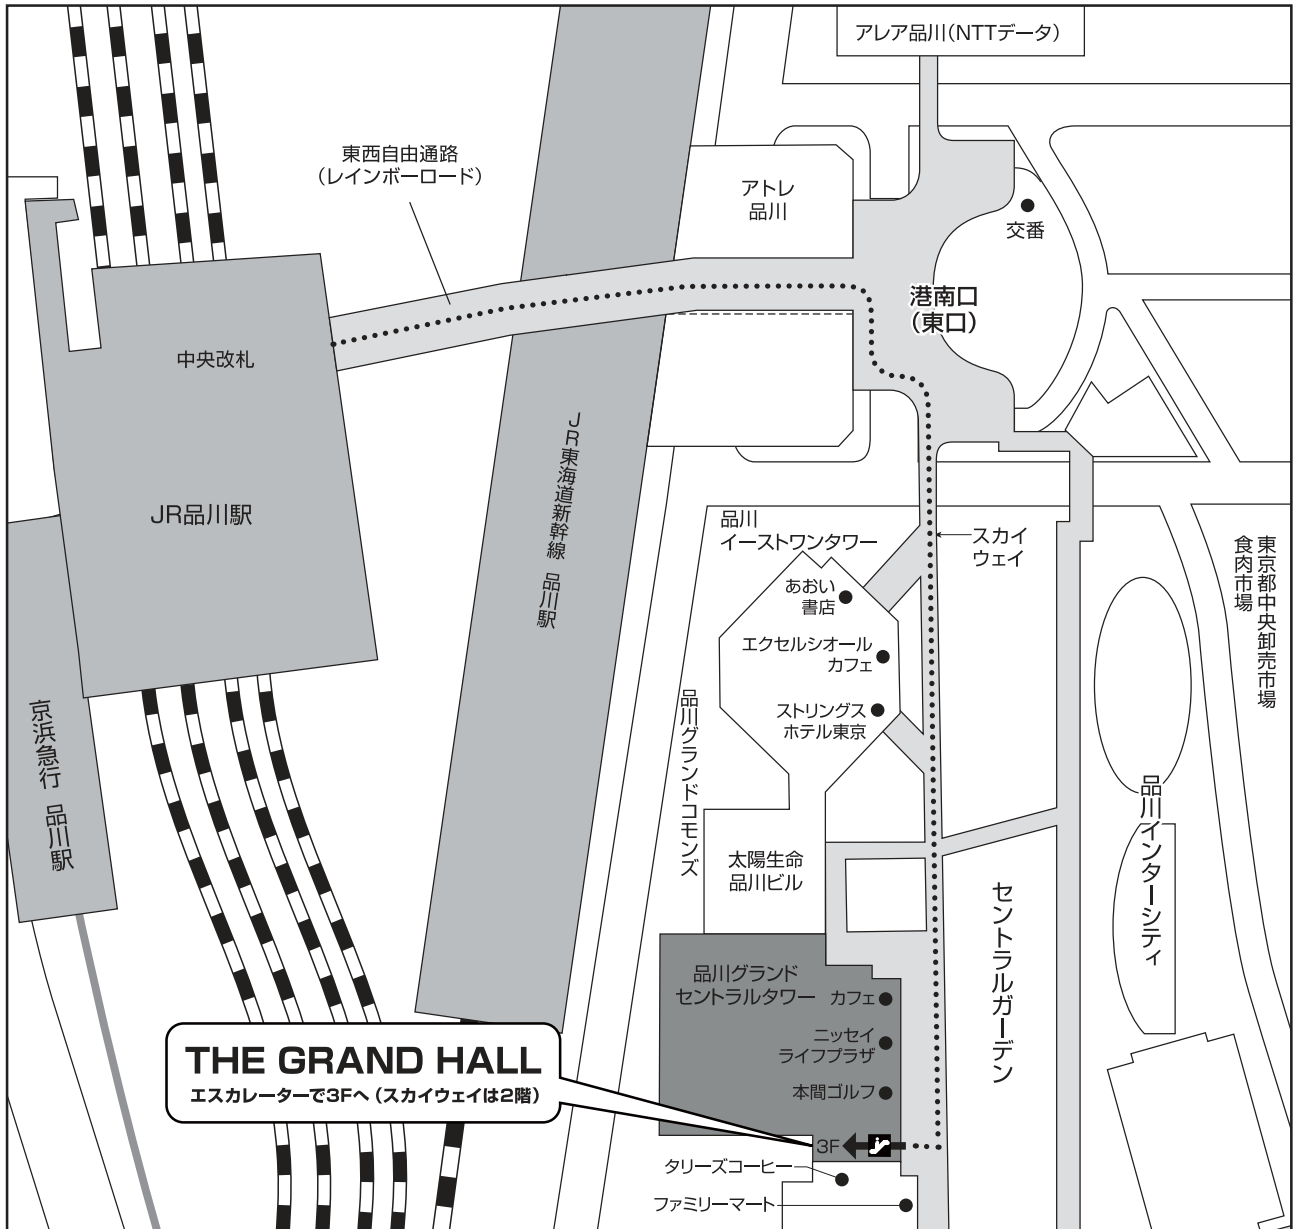 アレア品川(NTTデータ)
東西自由通路
(レインボーロード)
アトレ
品川
交番
港南口
(東口)
中央改札
JR品川駅
JR東海道新幹線 品川駅
京浜急行 品川駅
品川
イーストワンタワー
スカイ
ウェイ
あおい
書店
エクセルシオール
カフェ
ストリングス
ホテル東京
東京都中央卸売市場
食肉市場
品川グランドコモンズ
品川インターシティ
太陽生命
品川ビル
セントラルガーデン
品川グランド
セントラルタワー
カフェ
ニッセイ
ライフプラザ
本間ゴルフ
3F
THE GRAND HALL
エスカレーターで3Fへ(スカイウェイは2階)
タリーズコーヒー
ファミリーマート